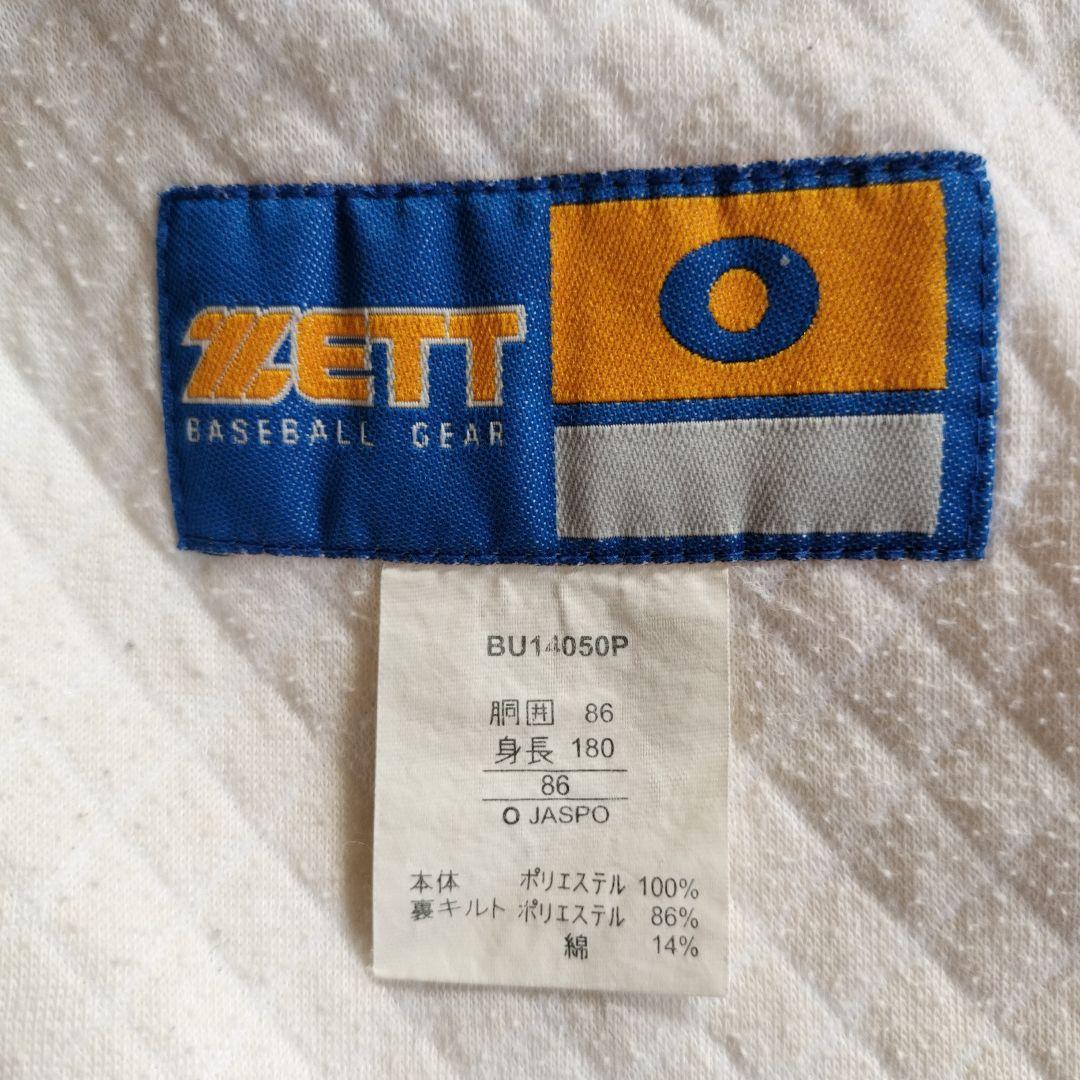 ZETT
BASEBALL GEAR
O
BU14050P
胴囲 86
身長 180
86
O JASPO
本体 ポリエステル 100%
裏キルト ポリエステル 86%
綿 14%